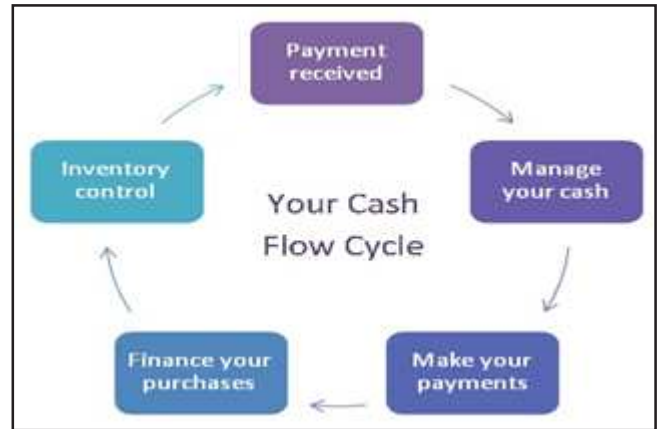 Payment
received
Manage
your cash
Make your
payments
Finance your
purchases
Inventory
control
Your Cash
Flow Cycle